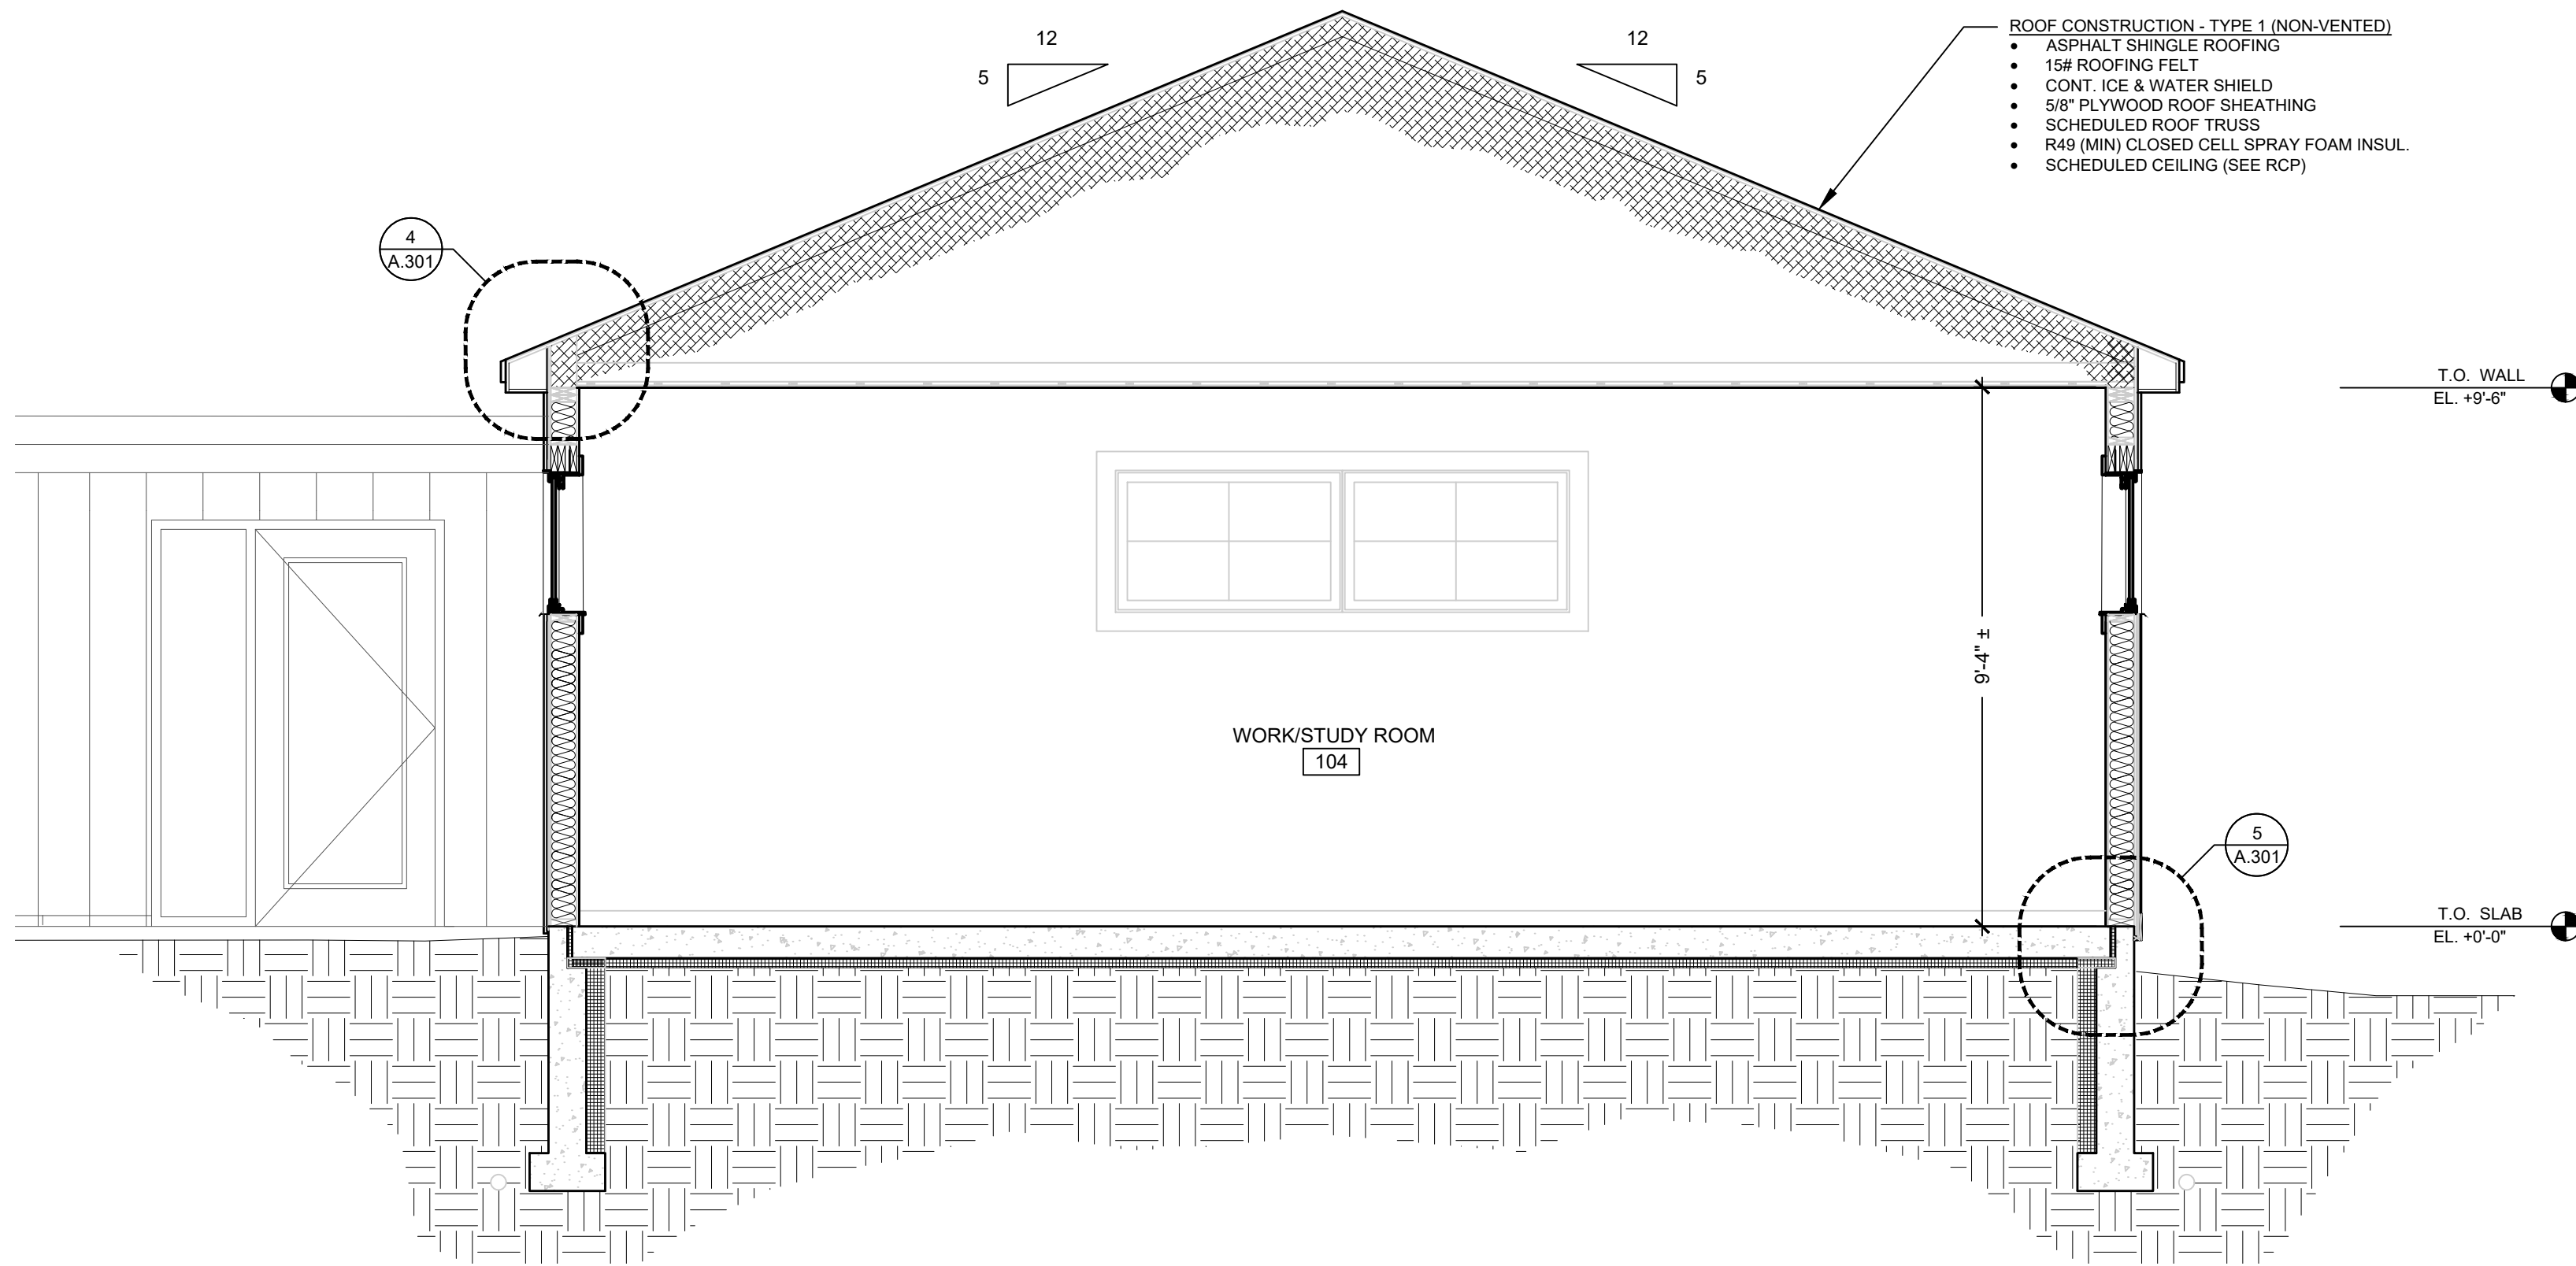 12
5
12
5
ROOF CONSTRUCTION - TYPE 1 (NON-VENTED)
• ASPHALT SHINGLE ROOFING
• 15# ROOFING FELT
• CONT. ICE & WATER SHIELD
• 5/8" PLYWOOD ROOF SHEATHING
• SCHEDULED ROOF TRUSS
• R49 (MIN) CLOSED CELL SPRAY FOAM INSUL.
• SCHEDULED CEILING (SEE RCP)
4
A.301
T.O. WALL
EL. +9'-6"
9'-4" ±
WORK/STUDY ROOM
104
5
A.301
T.O. SLAB
EL. +0'-0"